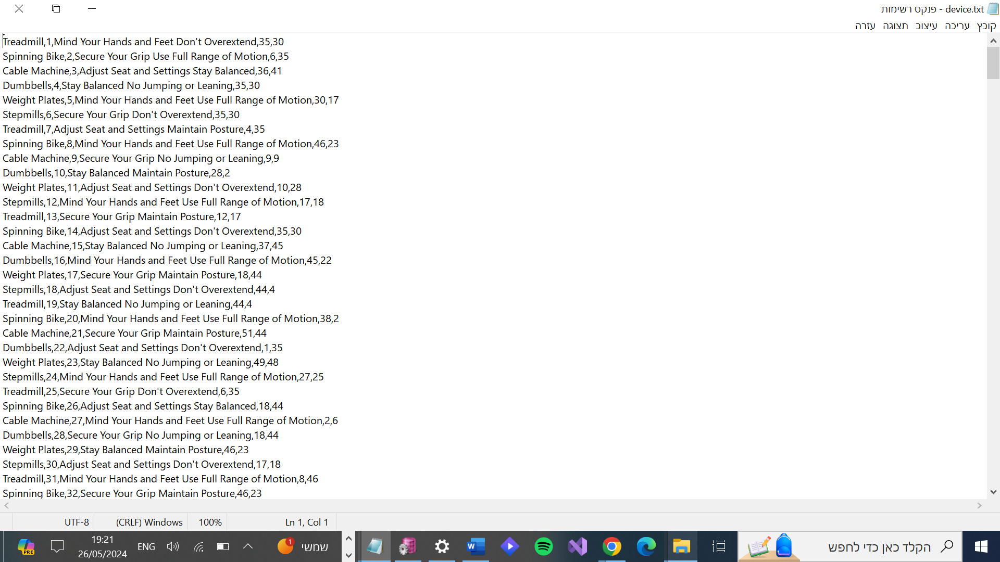 device.txt - פנקס רשימות
קובץ עריכה עיצוב תצוגה עזרה
Treadmill,1,Mind Your Hands and Feet Don't Overextend,35,30
Spinning Bike,2,Secure Your Grip Use Full Range of Motion,6,35
Cable Machine,3,Adjust Seat and Settings Stay Balanced,36,41
Dumbbells,4,Stay Balanced No Jumping or Leaning,35,30
Weight Plates,5,Mind Your Hands and Feet Use Full Range of Motion,30,17
Stepmills,6,Secure Your Grip Don't Overextend,35,30
Treadmill,7,Adjust Seat and Settings Maintain Posture,4,35
Spinning Bike,8,Mind Your Hands and Feet Use Full Range of Motion,46,23
Cable Machine,9,Secure Your Grip No Jumping or Leaning,9,9
Dumbbells,10,Stay Balanced Maintain Posture,28,2
Weight Plates,11,Adjust Seat and Settings Don't Overextend,10,28
Stepmills,12,Mind Your Hands and Feet Use Full Range of Motion,17,18
Treadmill,13,Secure Your Grip Maintain Posture,12,17
Spinning Bike,14,Adjust Seat and Settings Don't Overextend,35,30
Cable Machine,15,Stay Balanced No Jumping or Leaning,37,45
Dumbbells,16,Mind Your Hands and Feet Use Full Range of Motion,45,22
Weight Plates,17,Secure Your Grip Maintain Posture,18,44
Stepmills,18,Adjust Seat and Settings Don't Overextend,44,4
Treadmill,19,Stay Balanced No Jumping or Leaning,44,4
Spinning Bike,20,Mind Your Hands and Feet Use Full Range of Motion,38,2
Cable Machine,21,Secure Your Grip Maintain Posture,51,44
Dumbbells,22,Adjust Seat and Settings Don't Overextend,1,35
Weight Plates,23,Stay Balanced No Jumping or Leaning,49,48
Stepmills,24,Mind Your Hands and Feet Use Full Range of Motion,27,25
Treadmill,25,Secure Your Grip Don't Overextend,6,35
Spinning Bike,26,Adjust Seat and Settings Stay Balanced,18,44
Cable Machine,27,Mind Your Hands and Feet Use Full Range of Motion,2,6
Dumbbells,28,Secure Your Grip No Jumping or Leaning,18,44
Weight Plates,29,Stay Balanced Maintain Posture,46,23
Stepmills,30,Adjust Seat and Settings Don't Overextend,17,18
Treadmill,31,Mind Your Hands and Feet Use Full Range of Motion,8,46
Spinning Bike,32,Secure Your Grip Maintain Posture,46,23
UTF-8 (CRLF) Windows 100% Ln 1, Col 1
PRE 19:21 ENG 1 שמשי W הקלד כאן כדי לחפש
26/05/2024